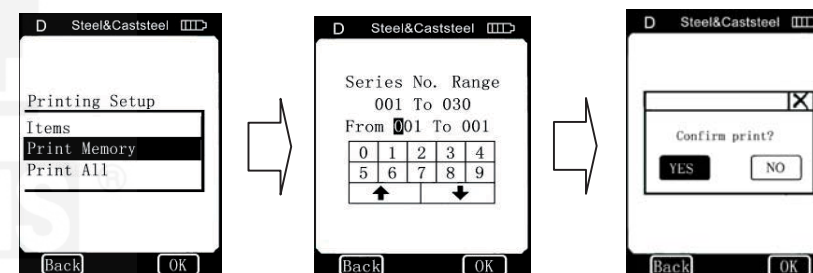 D Steel&Caststeel
Printing Setup
Items
Print Memory
Print All
Back OK
D Steel&Caststeel
Series No. Range
001 To 030
From 001 To 001
0 1 2 3 4
5 6 7 8 9
Back OK
D Steel&Caststeel
Confirm print?
YES NO
Back OK